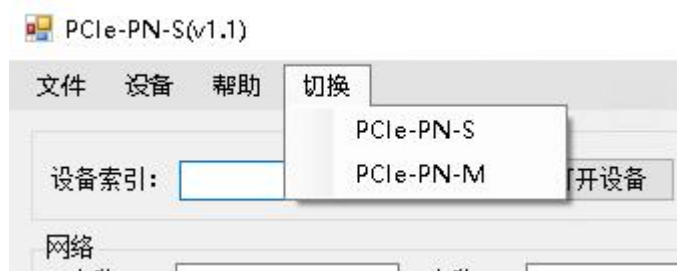 PCIe-PN-S(v1.1)
文件 设备 帮助 切换
PCIe-PN-S
PCIe-PN-M
设备索引: 开设备
网络